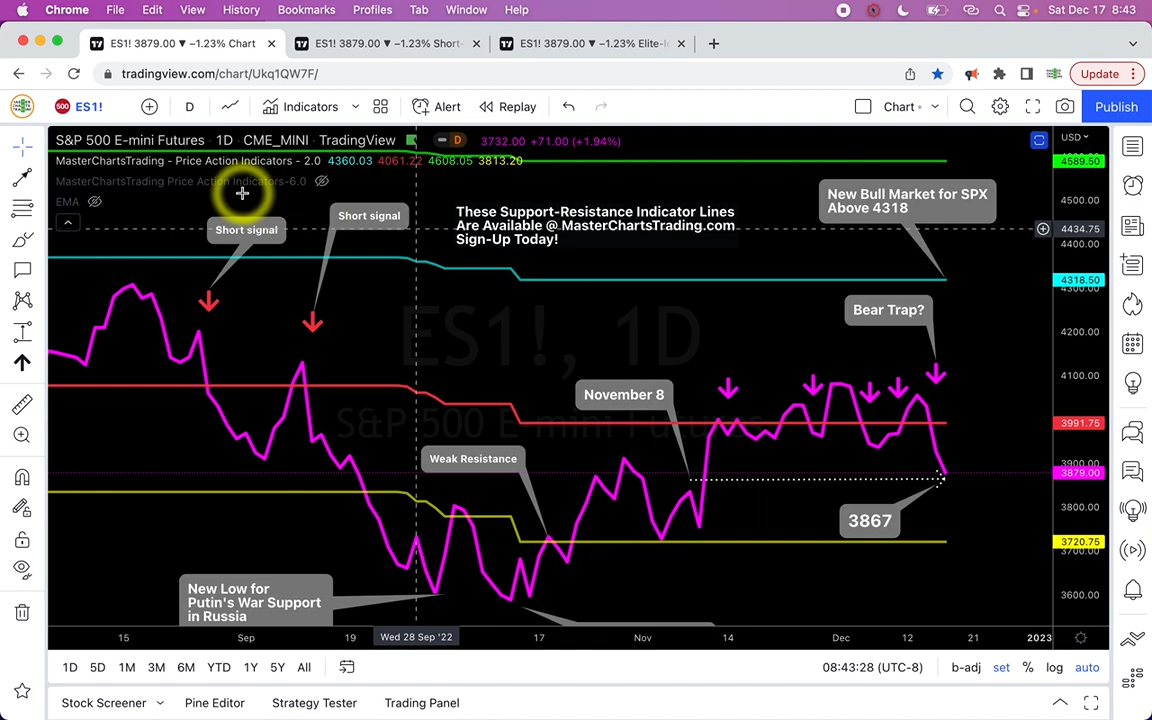 Chrome File Edit View History Bookmarks Profiles Tab Window Help Sat Dec 17 8:43
ES1! 3879.00 ▼ −1.23% Chart ES1! 3879.00 ▼ −1.23% Short- ES1! 3879.00 ▼ −1.23% Elite-
tradingview.com/chart/Ukq1QW7F/ Update
500 ES1! D Indicators Alert Replay Chart Publish
S&P 500 E-mini Futures · 1D · CME_MINI · TradingView D 3732.00 +71.00 (+1.94%)
MasterChartsTrading - Price Action Indicators - 2.0 4360.03 4061.22 4608.05 3813.20
MasterChartsTrading Price Action Indicators-6.0
EMA
USD
4589.50
4500.00
4434.75
4400.00
4318.50
4300.00
4200.00
4100.00
3991.75
3900.00
3879.00
3800.00
3720.75
3700.00
3600.00
Short signal
Short signal
These Support-Resistance Indicator Lines
Are Available @ MasterChartsTrading.com
Sign-Up Today!
New Bull Market for SPX
Above 4318
Bear Trap?
ES1!, 1D
S&P 500 E-mini Futures
November 8
Weak Resistance
3867
New Low for
Putin's War Support
in Russia
15 Sep 19 Wed 28 Sep '22 17 Nov 14 Dec 12 21 2023
1D 5D 1M 3M 6M YTD 1Y 5Y All 08:43:28 (UTC-8) b-adj set % log auto
Stock Screener Pine Editor Strategy Tester Trading Panel